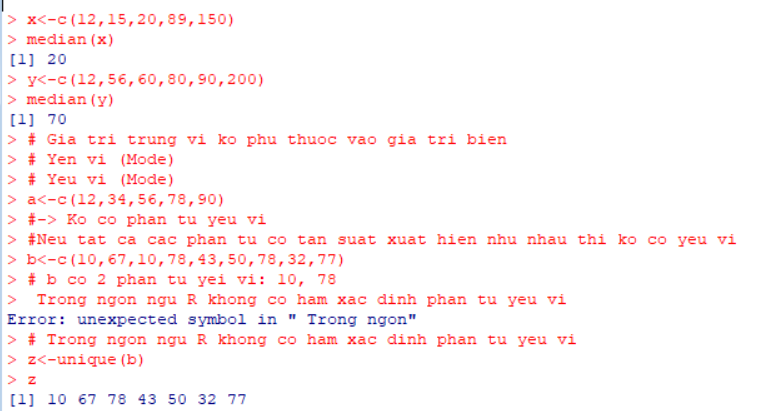 > x<-c(12,15,20,89,150)
> median(x)
[1] 20
> y<-c(12,56,60,80,90,200)
> median(y)
[1] 70
> # Gia tri trung vi ko phu thuoc vao gia tri bien
> # Yen vi (Mode)
> # Yeu vi (Mode)
> a<-c(12,34,56,78,90)
> #-> Ko co phan tu yeu vi
> #Neu tat ca cac phan tu co tan suat xuat hien nhu nhau thi ko co yeu vi
> b<-c(10,67,10,78,43,50,78,32,77)
> # b co 2 phan tu yei vi: 10, 78
>  Trong ngon ngu R khong co ham xac dinh phan tu yeu vi
Error: unexpected symbol in " Trong ngon"
> # Trong ngon ngu R khong co ham xac dinh phan tu yeu vi
> z<-unique(b)
> z
[1] 10 67 78 43 50 32 77